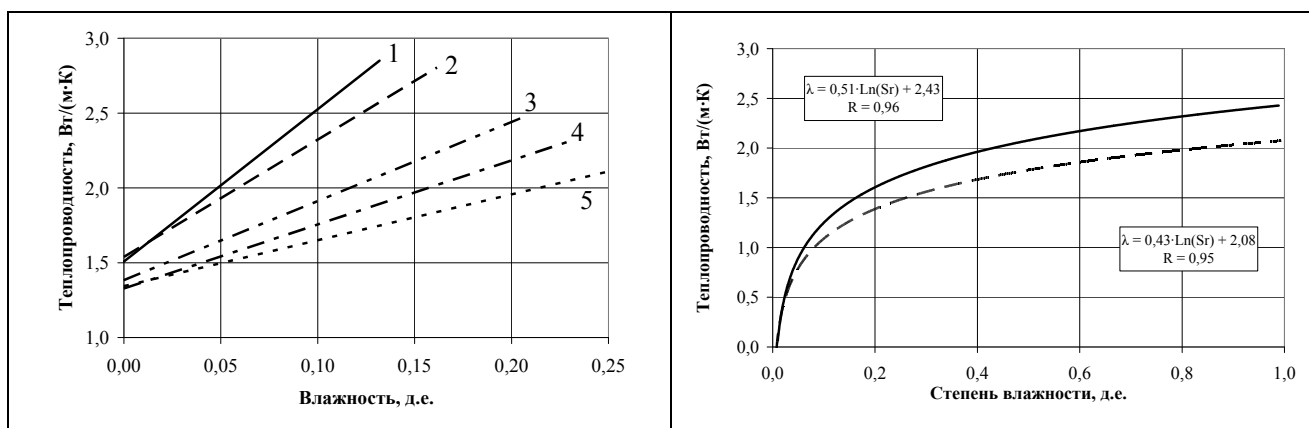 Теплопроводность, Вт/(м·К)
3,0
2,5
2,0
1,5
1,0
1
2
3
4
5
0,00 0,05 0,10 0,15 0,20 0,25
Влажность, д.е.
Теплопроводность, Вт/(м·К)
3,0
2,5
2,0
1,5
1,0
0,5
0,0
λ = 0,51·Ln(Sr) + 2,43
R = 0,96
λ = 0,43·Ln(Sr) + 2,08
R = 0,95
0,0 0,2 0,4 0,6 0,8 1,0
Степень влажности, д.е.